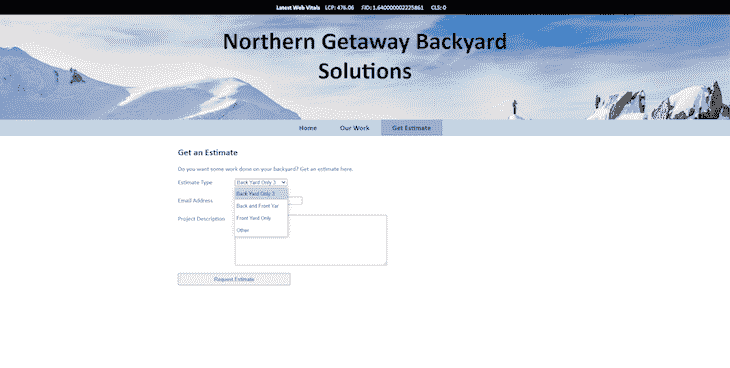 Latest Web Vitals LCP: 476.06 FID: 1.640000002225861 CLS: 0
Northern Getaway Backyard
Solutions
Home Our Work Get Estimate
Get an Estimate
Do you want some work done on your backyard? Get an estimate here.
Estimate Type Back Yard Only
Back Yard Only
Email Address Back and Front Yar
Project Description Front Yard Only
Other
Request Estimate